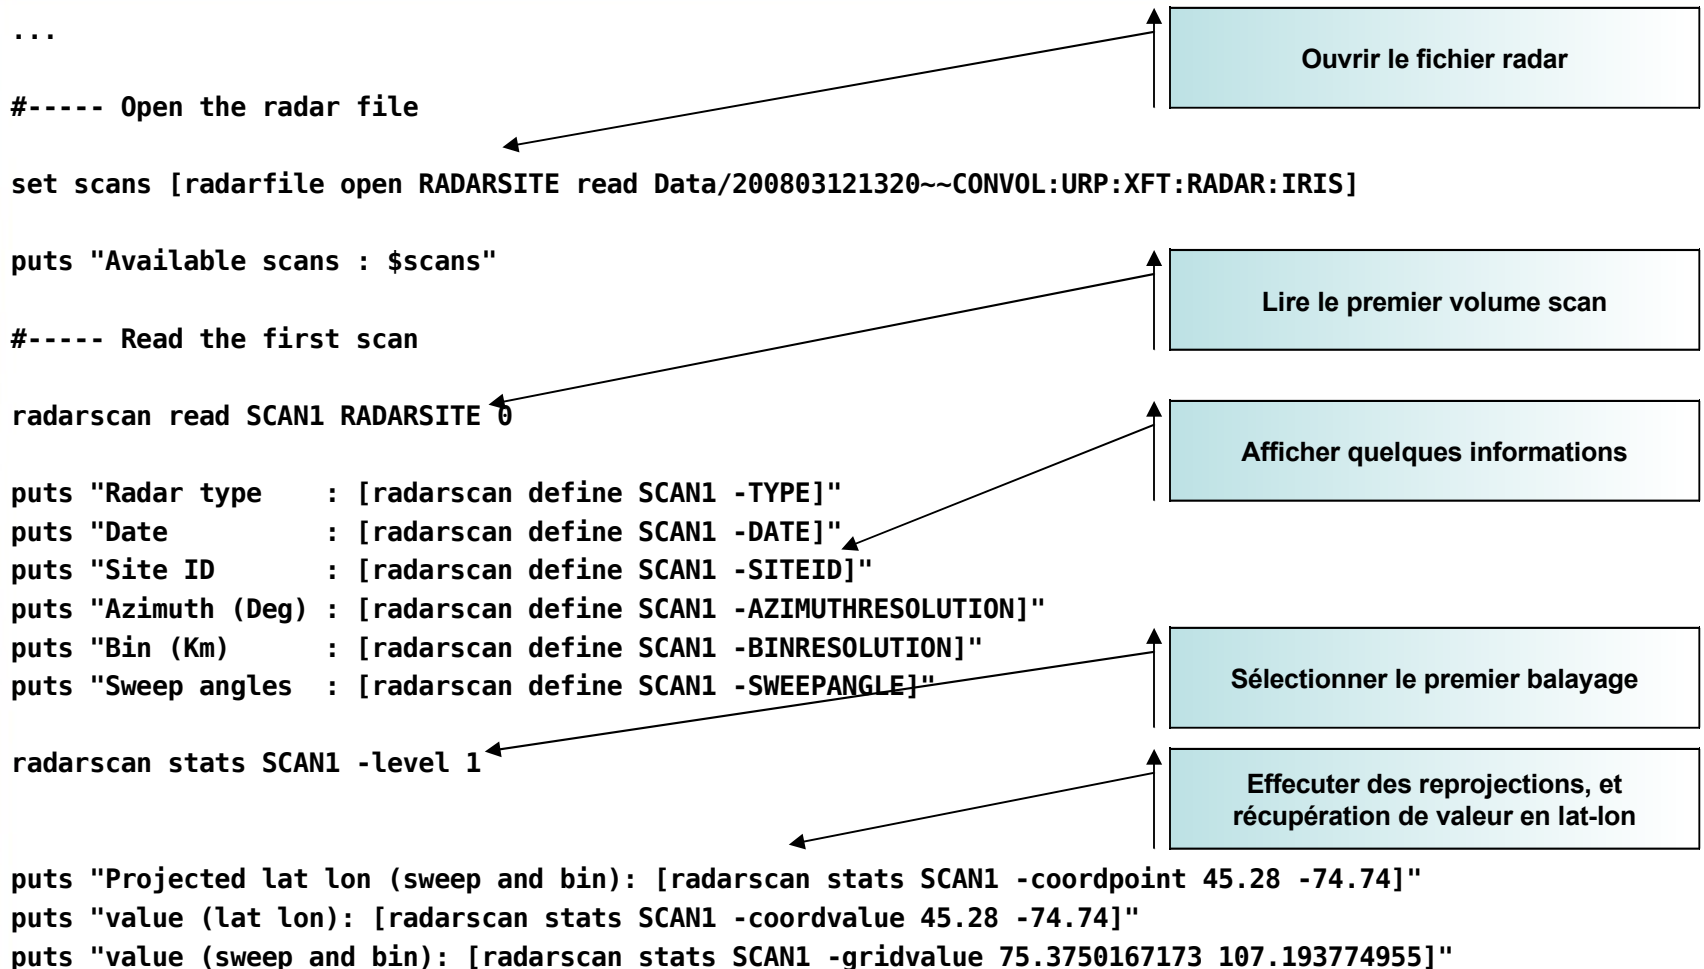 ...
Ouvrir le fichier radar
#----- Open the radar file
set scans [radarfile open RADARSITE read Data/200803121320~~CONVOL:URP:XFT:RADAR:IRIS]
puts "Available scans : $scans"
Lire le premier volume scan
#----- Read the first scan
radarscan read SCAN1 RADARSITE 0
Afficher quelques informations
puts "Radar type    : [radarscan define SCAN1 -TYPE]"
puts "Date          : [radarscan define SCAN1 -DATE]"
puts "Site ID       : [radarscan define SCAN1 -SITEID]"
puts "Azimuth (Deg) : [radarscan define SCAN1 -AZIMUTHRESOLUTION]"
puts "Bin (Km)      : [radarscan define SCAN1 -BINRESOLUTION]"
puts "Sweep angles  : [radarscan define SCAN1 -SWEEPANGLE]"
Sélectionner le premier balayage
radarscan stats SCAN1 -level 1
Effecuter des reprojections, et
récupération de valeur en lat-lon
puts "Projected lat lon (sweep and bin): [radarscan stats SCAN1 -coordpoint 45.28 -74.74]"
puts "value (lat lon): [radarscan stats SCAN1 -coordvalue 45.28 -74.74]"
puts "value (sweep and bin): [radarscan stats SCAN1 -gridvalue 75.3750167173 107.193774955]"